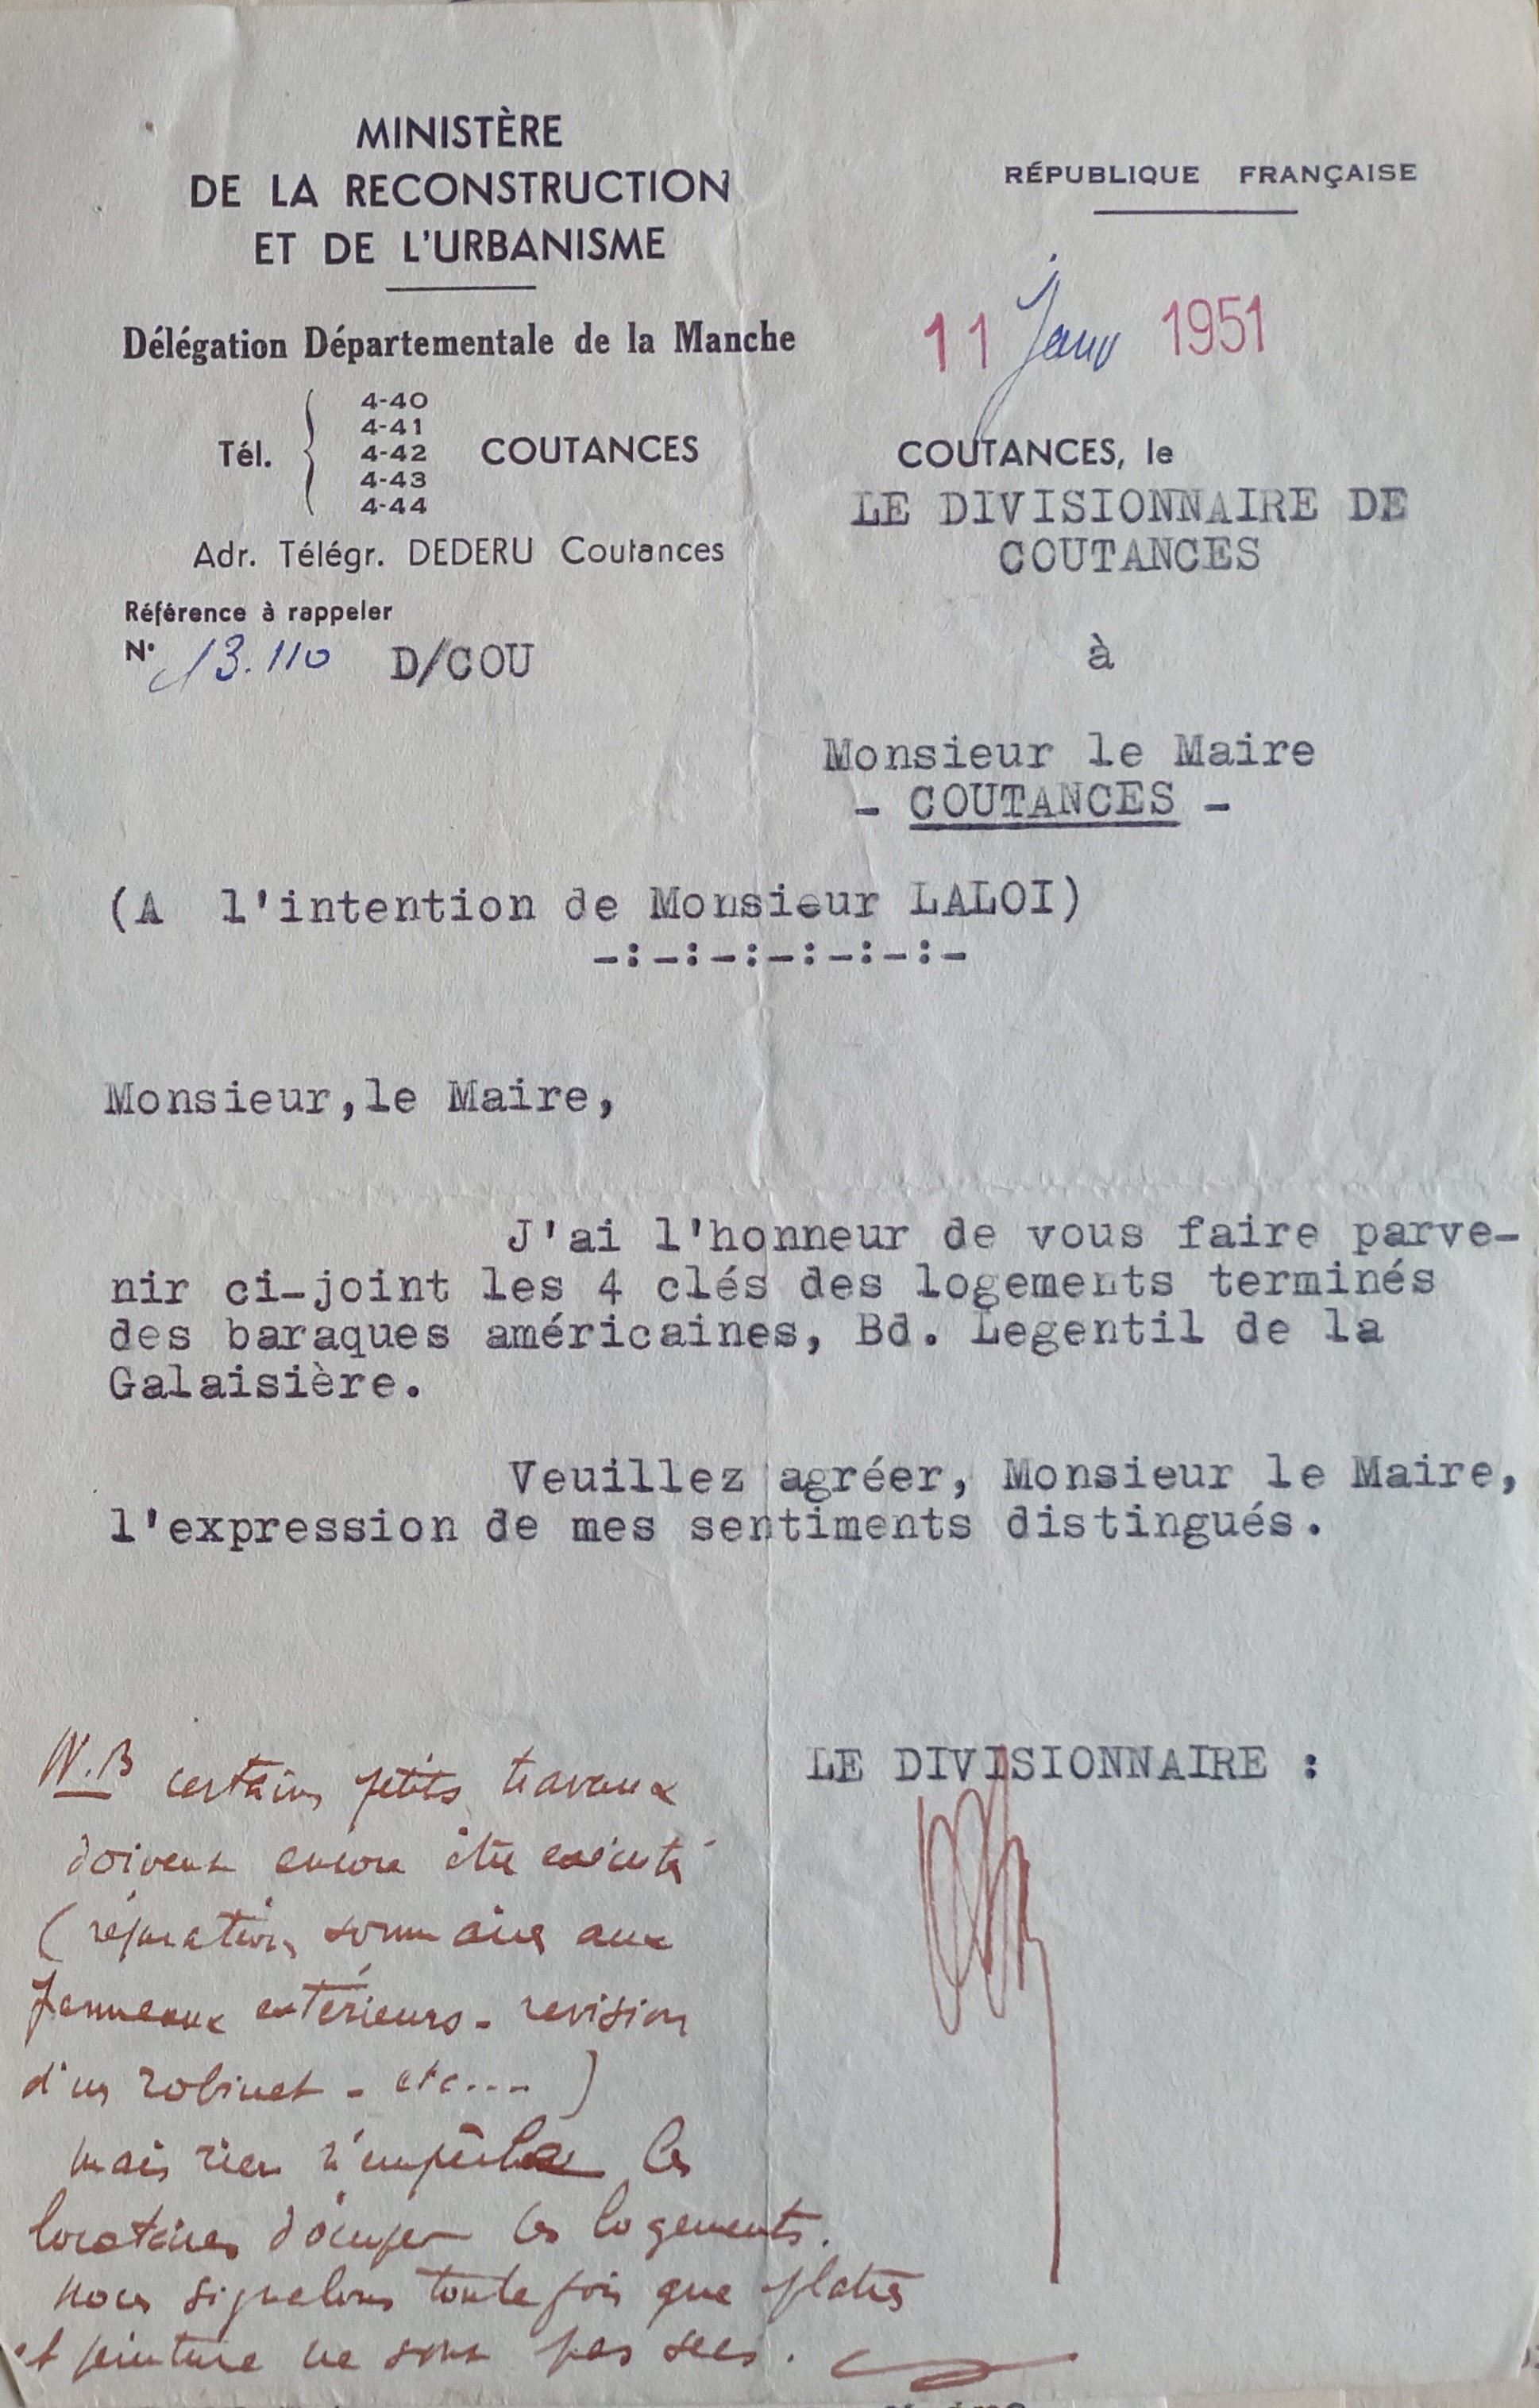 MINISTÈRE
DE LA RECONSTRUCTION
ET DE L'URBANISME
Délégation Départementale de la Manche
Tél.
4-40
4-41
4-42
4-43
4-44
COUTANCES
Adr. Télégr. DEDERU Coutances
Référence à rappeler
N° 13.110 D/COU
RÉPUBLIQUE FRANÇAISE
11 Janv 1951
COUTANCES, le
LE DIVISIONNAIRE DE
COUTANCES
à
Monsieur le Maire
- COUTANCES -
(A l'intention de Monsieur LALOI)
-:-:-:-:-:-:-
Monsieur,le Maire,
J'ai l'honneur de vous faire parve-
nir ci-joint les 4 clés des logements terminés
des baraques américaines, Bd. Legentil de la
Galaisière.
Veuillez agréer, Monsieur le Maire,
l'expression de mes sentiments distingués.
LE DIVISIONNAIRE :
N.B certains petits travaux
doivent encore être exécuté
(réparations sommaires aux
panneaux extérieurs - revision
d'un robinet - etc....)
mais rien n'empêche les
locataires d'occuper les logements.
nous signalons toutefois que platres
et peinture ne sont pas secs.